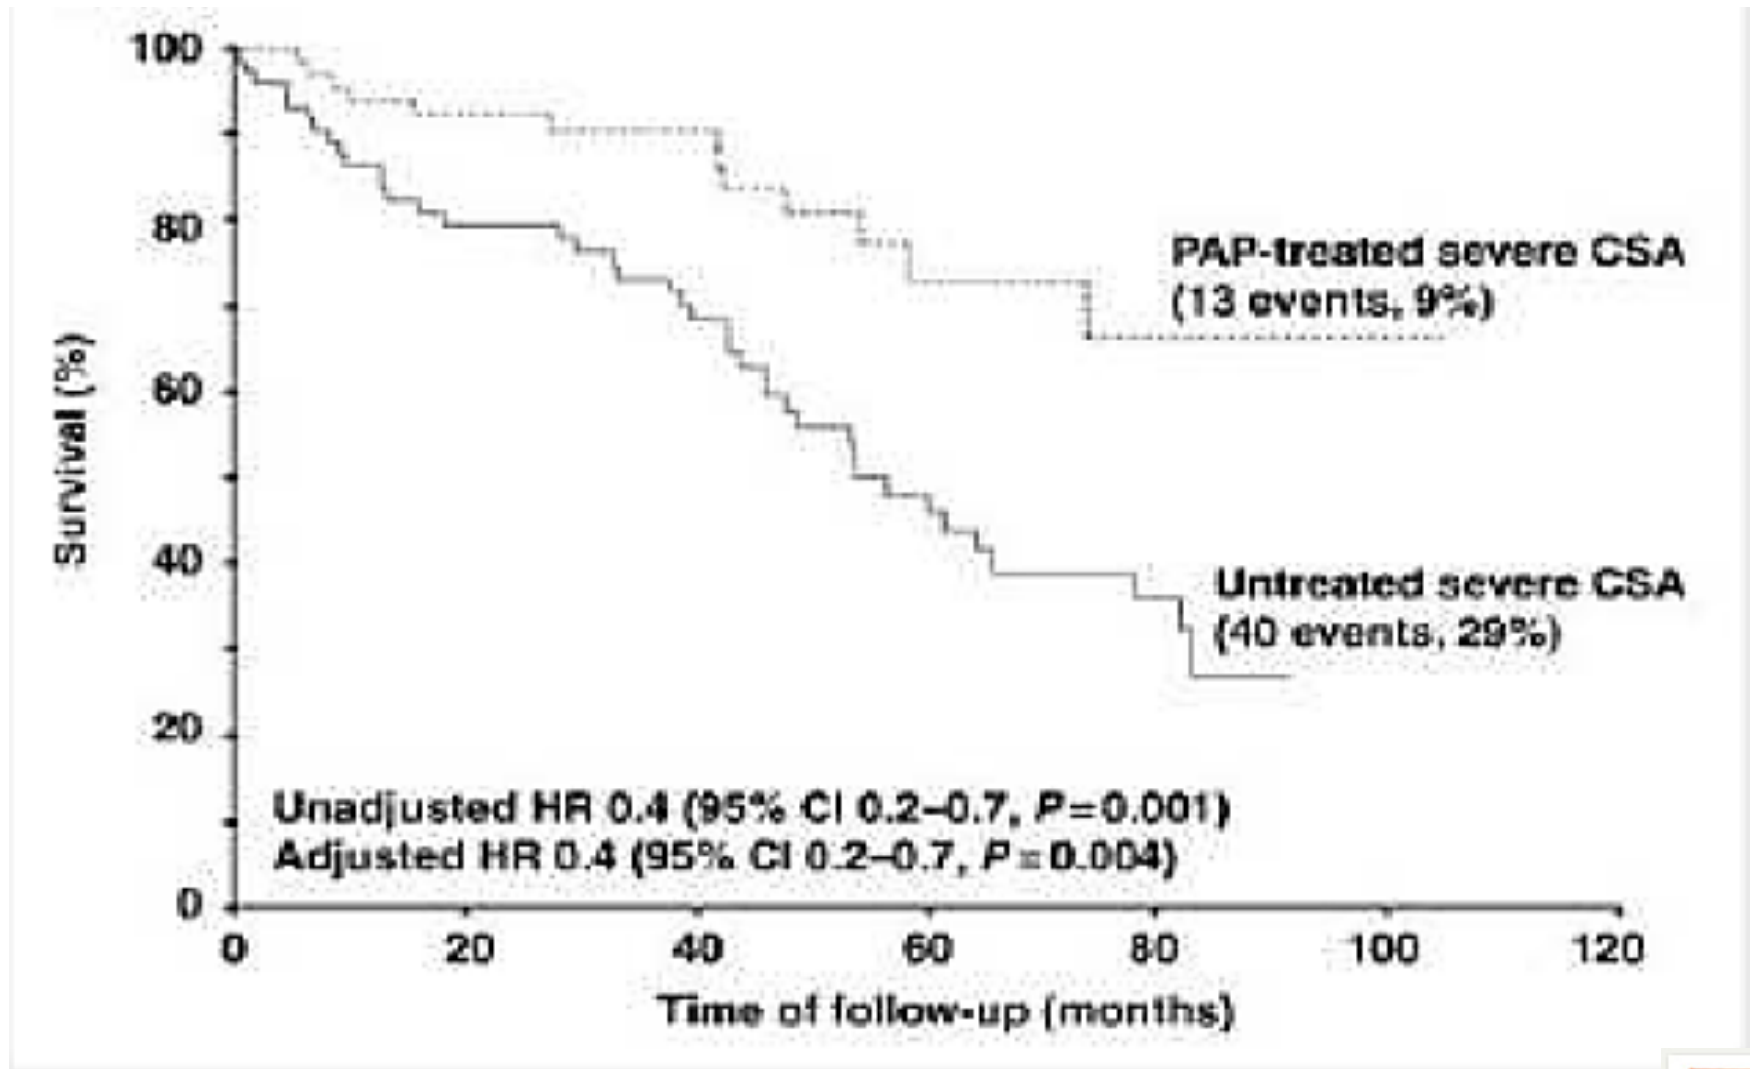 100
80
60
40
20
0
Survival (%)
PAP-treated severe CSA
(13 events, 9%)
Untreated severe CSA
(40 events, 29%)
Unadjusted HR 0.4 (95% CI 0.2–0.7, P=0.001)
Adjusted HR 0.4 (95% CI 0.2–0.7, P=0.004)
0 20 40 60 80 100 120
Time of follow-up (months)